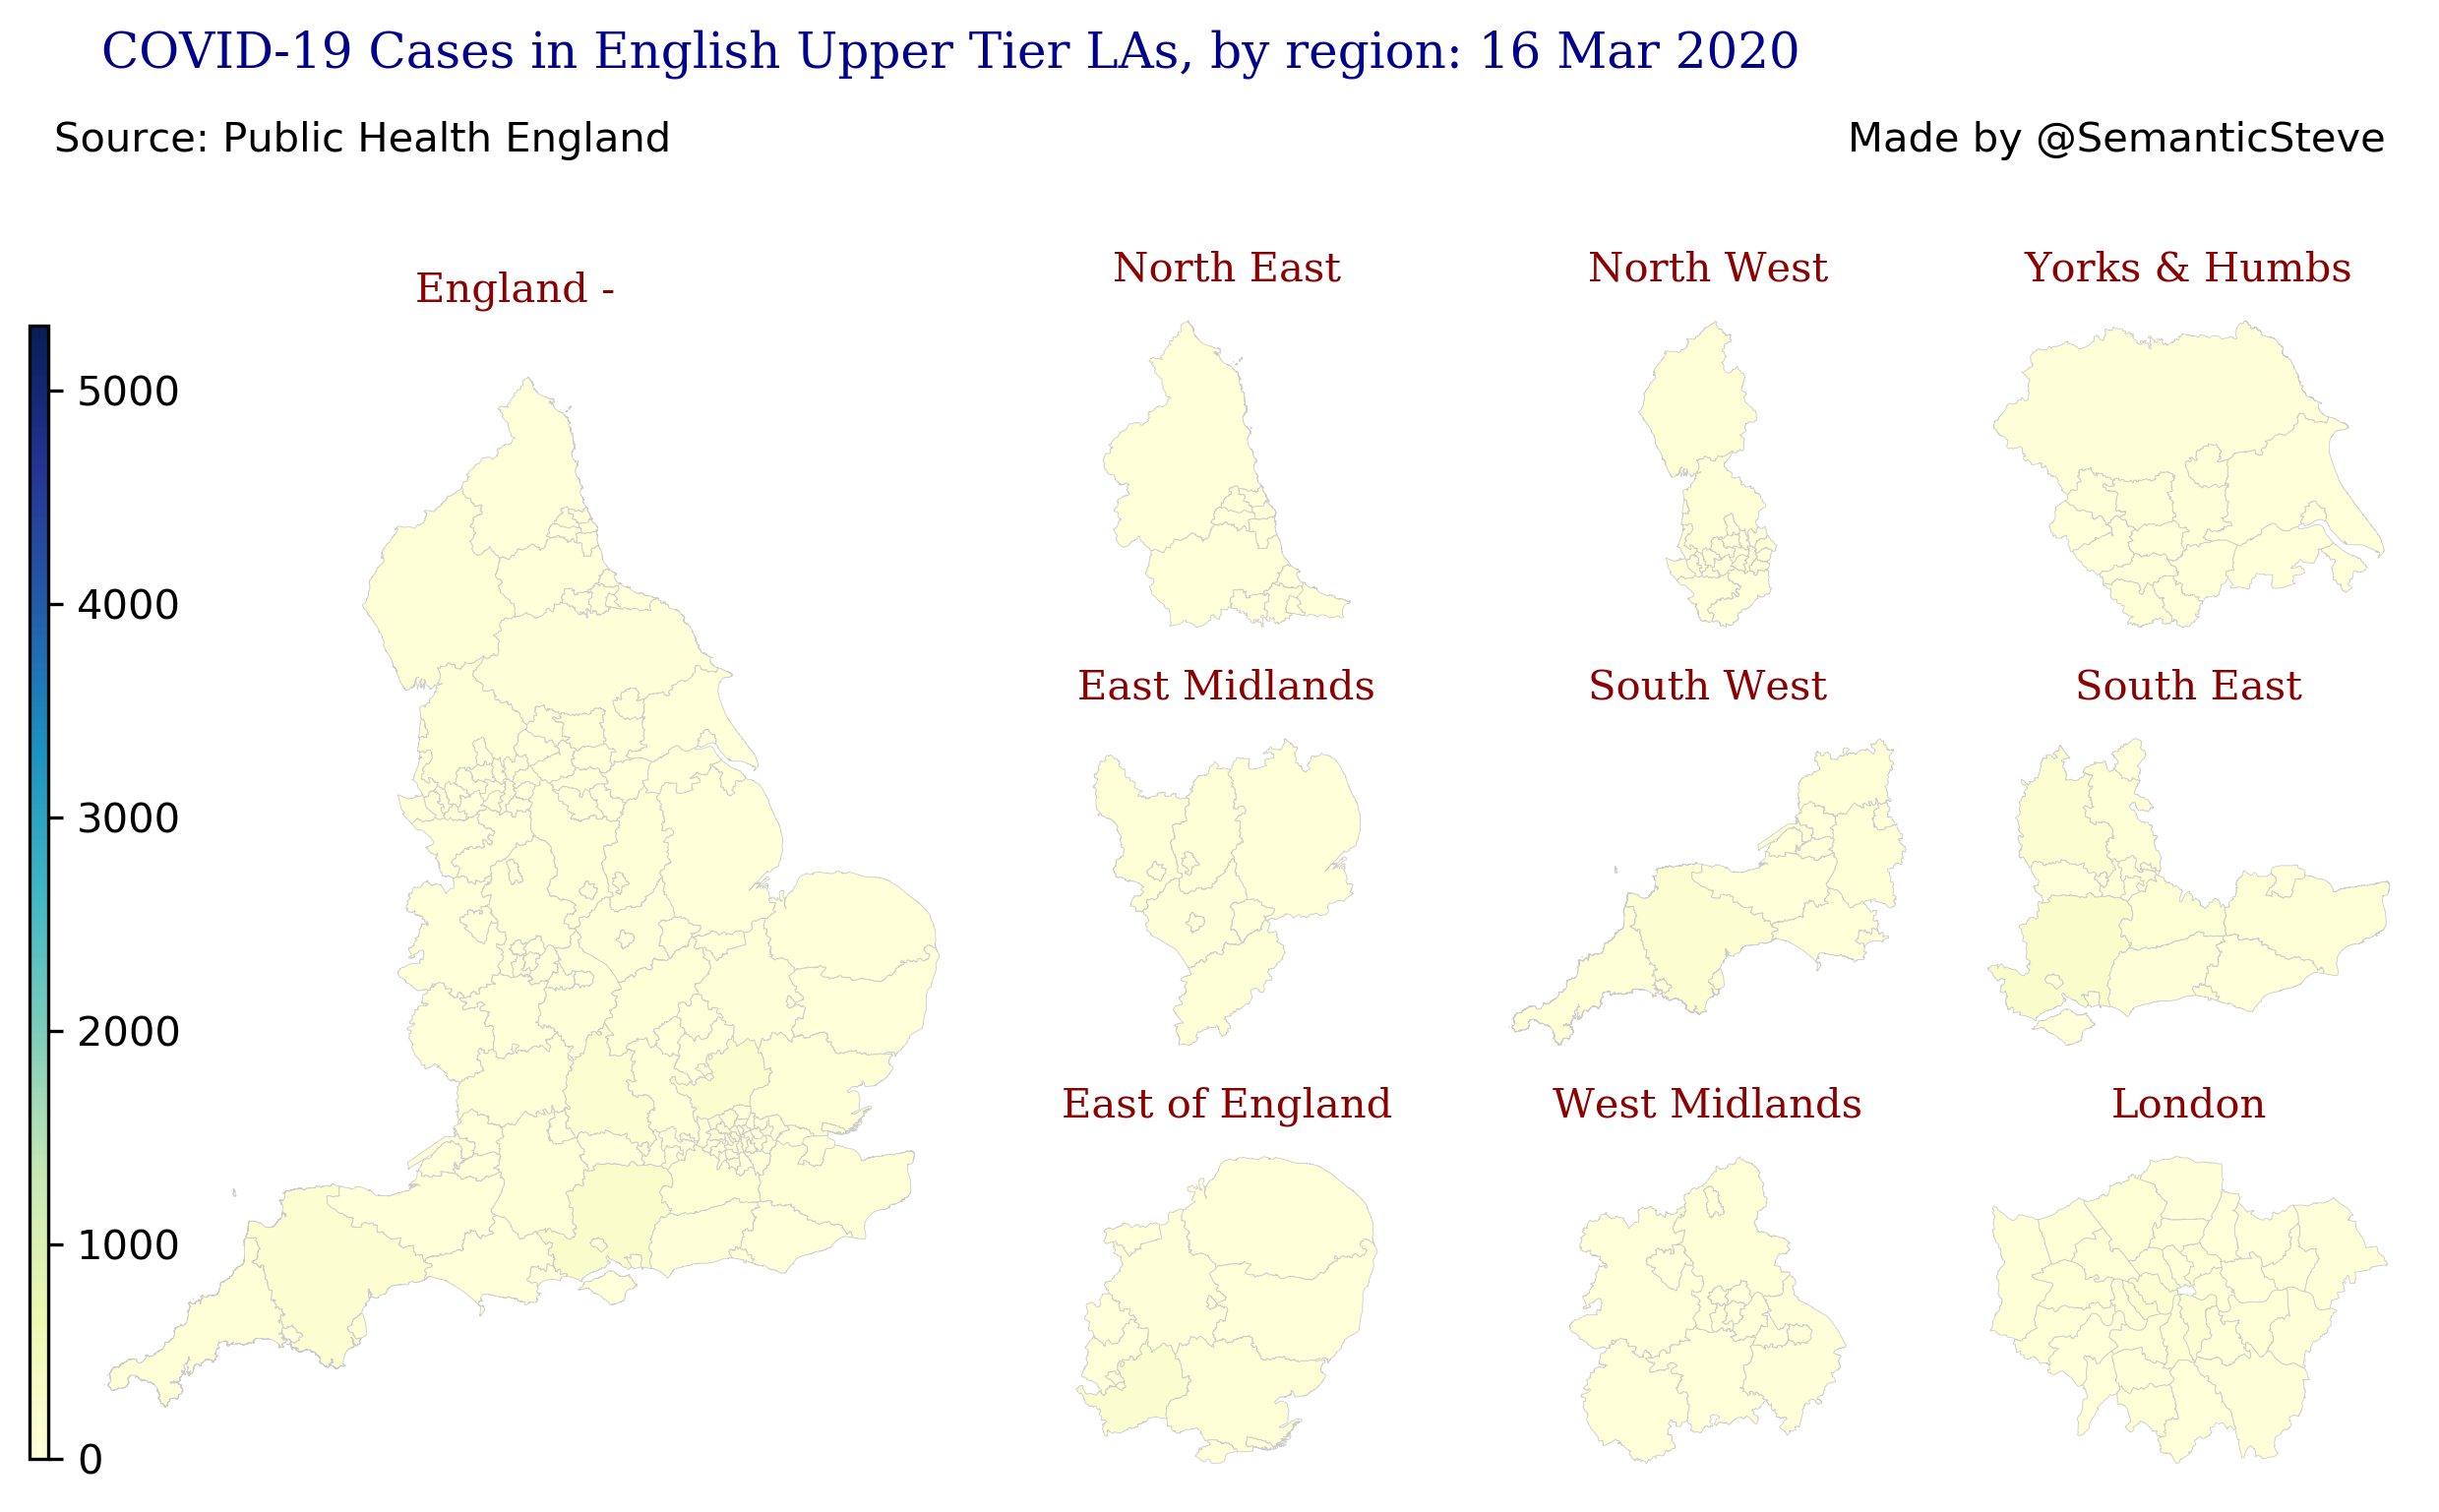 COVID-19 Cases in English Upper Tier LAs, by region: 16 Mar 2020
Source: Public Health England
Made by @SemanticSteve
England -
5000
4000
3000
2000
1000
0
North East
North West
Yorks & Humbs
East Midlands
South West
South East
East of England
West Midlands
London